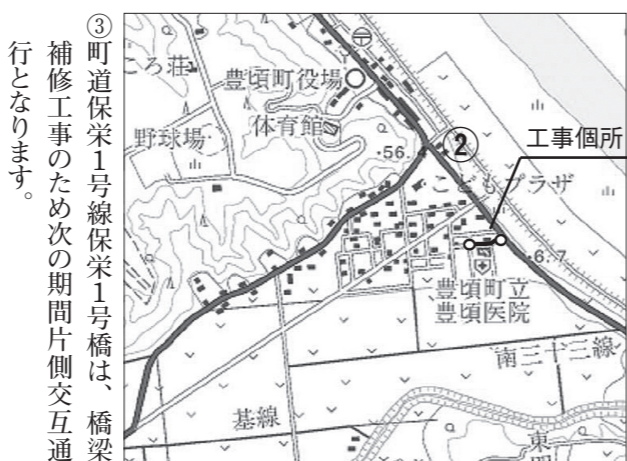 ③町道保栄1号線保栄1号橋は、橋梁
補修工事のため次の期間片側交互通
行となります。
ころ荘
豊頃町役場
野球場
体育館
・56.
②
工事個所
こどもプラザ
・6.7
豊頃町立
豊頃医院
南三十三線
基線